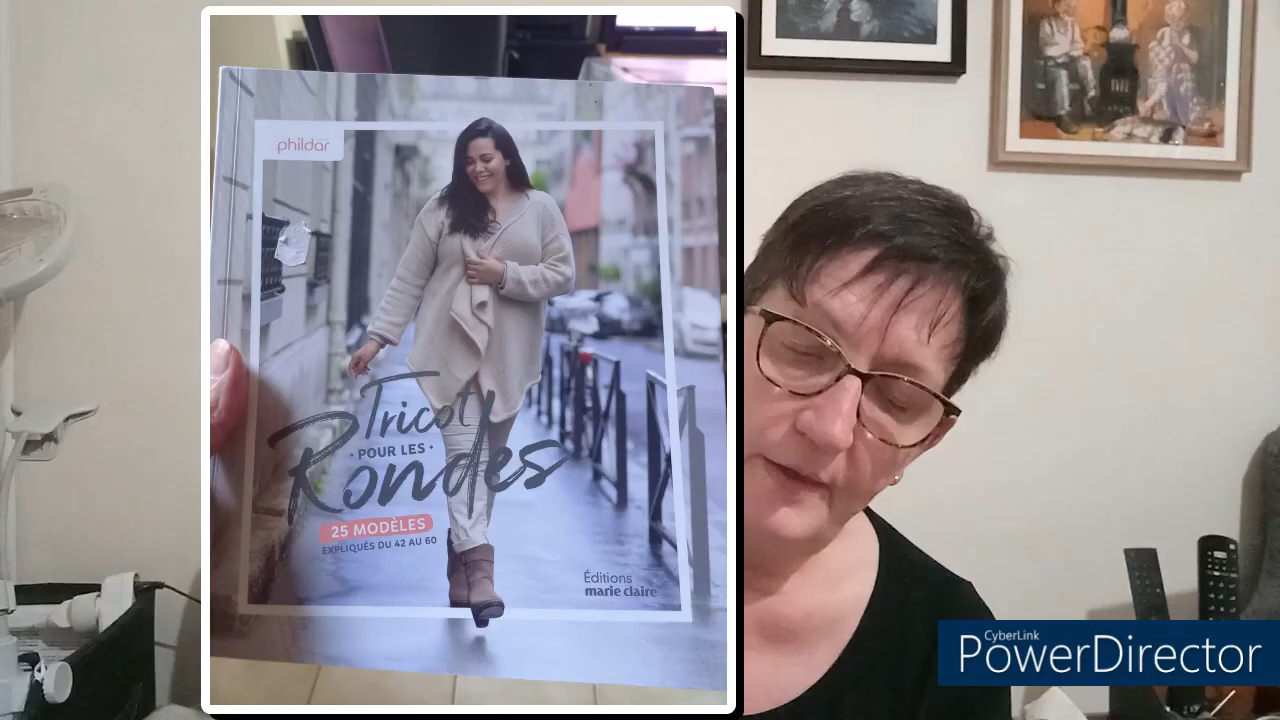 phildar
Tricot
• POUR LES •
Rondes
25 MODÈLES
EXPLIQUÉS DU 42 AU 60
Éditions
marie claire
CyberLink
PowerDirector